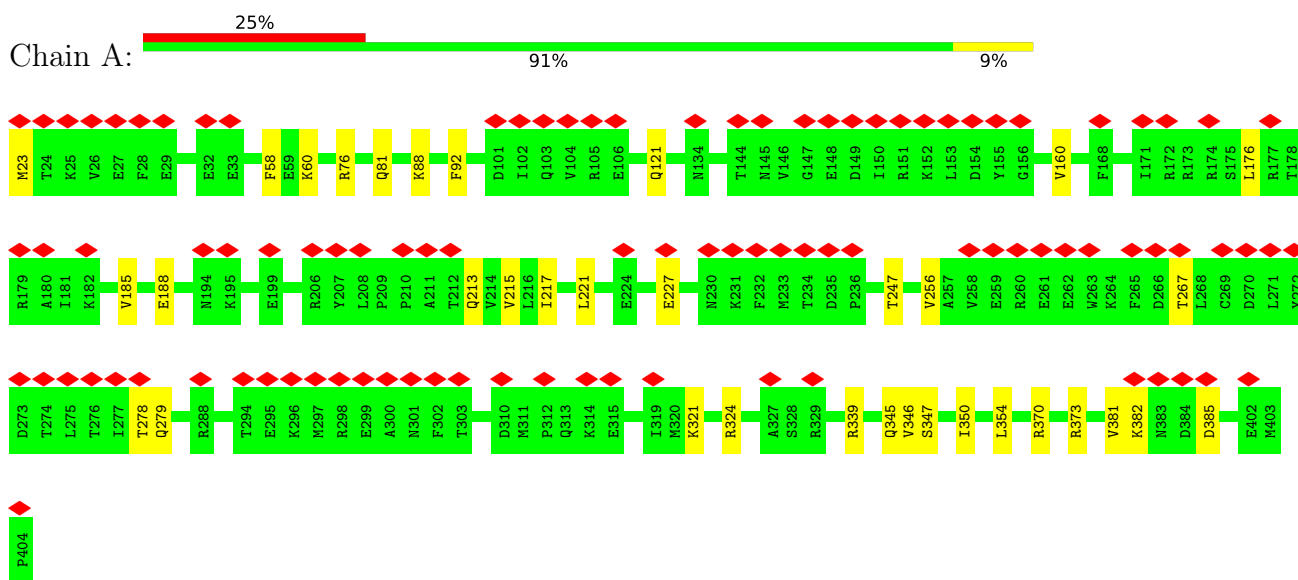 25%
Chain A:
91% 9%
M23 T24 K25 V26 E27 F28 E29 E32 E33 F58 E59 K60 R76 Q81 K88 F92 D101 I102 Q103 V104 R105 E106 Q121 N134 T144 N145 V146 G147 E148 D149 I150 R151 K152 L153 D154 Y155 G156 V160 F168 I171 R172 R173 R174 S175 L176 R177 T178
R179 A180 I181 K182 V185 E188 N194 K195 E199 R206 Y207 L208 P209 P210 A211 T212 Q213 V214 V215 L216 I217 L221 E224 E227 N230 K231 F232 M233 T234 D235 P236 T247 V256 A257 V258 E259 R260 E261 E262 W263 K264 F265 D266 T267 L268 C269 D270 L271 Y272
D273 T274 L275 T276 I277 T278 Q279 R288 T294 E295 K296 M297 R298 E299 A300 N301 F302 T303 D310 M311 P312 Q313 K314 E315 I319 M320 K321 R324 A327 S328 R329 R339 Q345 V346 S347 I350 L354 R370 R373 V381 K382 N383 D384 D385 E402 M403
P404